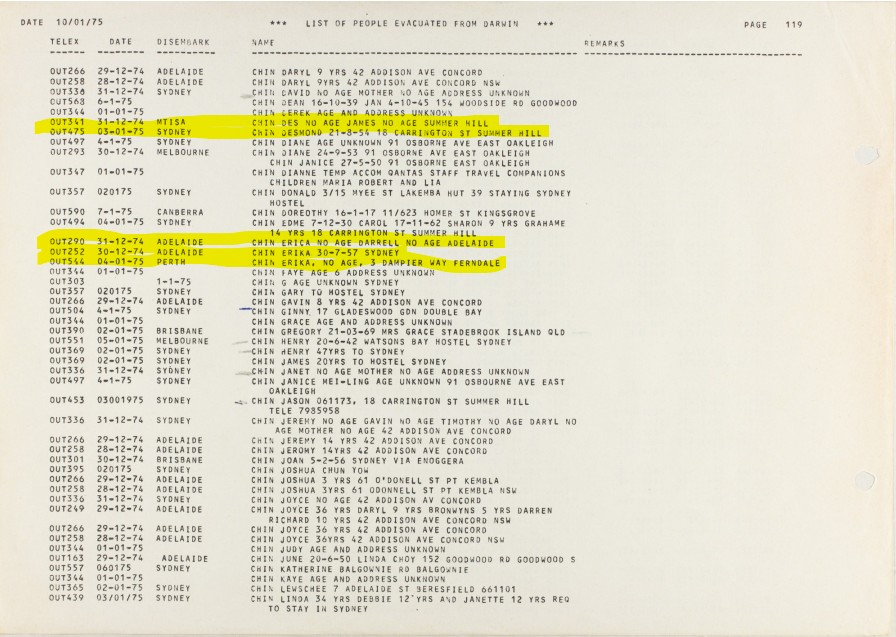 DATE 10/01/75 *** LIST OF PEOPLE EVACUATED FROM DARWIN *** PAGE 119
TELEX DATE DISEMBARK NAME REMARKS
OUT266 29-12-74 ADELAIDE CHIN DARYL 9 YRS 42 ADDISON AVE CONCORD
OUT258 28-12-74 ADELAIDE CHIN DARYL 9YRS 42 ADDISON AVE CONCORD NSW
OUT336 31-12-74 SYDNEY CHIN DAVID NO AGE MOTHER NO AGE ADDRESS UNKNOWN
OUT568 6-1-75 CHIN DEAN 16-10-39 JAN 4-10-45 154 WOODSIDE RD GOODWOOD
OUT344 01-01-75 CHIN DEREK AGE AND ADDRESS UNKNOWN
OUT341 31-12-74 MTISA CHIN DES NO AGE JAMES NO AGE SUMMER HILL
OUT475 03-01-75 SYDNEY CHIN DESMOND 21-8-54 18 CARRINGTON ST SUMMER HILL
OUT497 4-1-75 SYDNEY CHIN DIANE AGE UNKNOWN 91 OSBORNE AVE EAST OAKLEIGH
OUT293 30-12-74 MELBOURNE CHIN DIANE 24-9-53 91 OSBORNE AVE EAST OAKLEIGH
CHIN JANICE 27-5-50 91 OSBORNE AVE EAST OAKLEIGH
OUT347 01-01-75 CHIN DIANNE TEMP ACCOM QANTAS STAFF TRAVEL COMPANIONS
CHILDREN MARIA ROBERT AND LIA
OUT357 020175 SYDNEY CHIN DONALD 3/15 MYEE ST LAKEMBA HUT 39 STAYING SYDNEY
HOSTEL
OUT590 7-1-75 CANBERRA CHIN DOREOTHY 16-1-17 11/623 HOMER ST KINGSGROVE
OUT494 04-01-75 SYDNEY CHIN EDME 7-12-30 CAROL 17-11-62 SHARON 9 YRS GRAHAME
14 YRS 18 CARRINGTON ST SUMMER HILL
OUT290 31-12-74 ADELAIDE CHIN ERICA NO AGE DARRELL NO AGE ADELAIDE
OUT252 30-12-74 ADELAIDE CHIN ERIKA 30-7-57 SYDNEY
OUT544 04-01-75 PERTH CHIN ERIKA, NO AGE, 3 DAMPIER WAY FERNDALE
OUT344 01-01-75 CHIN FAYE AGE 6 ADDRESS UNKNOWN
OUT303 1-1-75 CHIN G AGE UNKNOWN SYDNEY
OUT357 020175 SYDNEY CHIN GARY TO HOSTEL SYDNEY
OUT266 29-12-74 ADELAIDE CHIN GAVIN 8 YRS 42 ADDISON AVE CONCORD
OUT504 4-1-75 SYDNEY CHIN GINNY 17 GLADESWOOD GDN DOUBLE BAY
OUT344 01-01-75 CHIN GRACE AGE AND ADDRESS UNKNOWN
OUT390 02-01-75 BRISBANE CHIN GREGORY 21-03-69 MRS GRACE STADEBROOK ISLAND QLD
OUT551 05-01-75 MELBOURNE CHIN HENRY 20-6-42 WATSONS BAY HOSTEL SYDNEY
OUT369 02-01-75 SYDNEY CHIN HENRY 47YRS TO SYDNEY
OUT369 02-01-75 SYDNEY CHIN JAMES 20YRS TO HOSTEL SYDNEY
OUT336 31-12-74 SYDNEY CHIN JANET NO AGE MOTHER NO AGE ADDRESS UNKNOWN
OUT497 4-1-75 SYDNEY CHIN JANICE MEI-LING AGE UNKNOWN 91 OSBOURNE AVE EAST
OAKLEIGH
OUT453 03001975 SYDNEY CHIN JASON 061173, 18 CARRINGTON ST SUMMER HILL
TELE 7985958
OUT336 31-12-74 SYDNEY CHIN JEREMY NO AGE GAVIN NO AGE TIMOTHY NO AGE DARYL NO
AGE MOTHER NO AGE 42 ADDISON AVE CONCORD
OUT266 29-12-74 ADELAIDE CHIN JEREMY 14 YRS 42 ADDISON AVE CONCORD
OUT258 28-12-74 ADELAIDE CHIN JEROMY 14YRS 42 ADDISON AVE CONCORD
OUT301 30-12-74 BRISBANE CHIN JOAN 5-2-56 SYDNEY VIA ENOGGERA
OUT395 020175 SYDNEY CHIN JOSHUA CHUN YOW
OUT266 29-12-74 ADELAIDE CHIN JOSHUA 3 YRS 61 O'DONELL ST PT KEMBLA
OUT258 28-12-74 ADELAIDE CHIN JOSHUA 3YRS 61 ODONNELL ST PT KEMBLA NSW
OUT336 31-12-74 SYDNEY CHIN JOYCE NO AGE 42 ADDISON AV CONCORD
OUT249 29-12-74 ADELAIDE CHIN JOYCE 36 YRS DARYL 9 YRS BRONWYNS 5 YRS DARREN
RICHARD 10 YRS 42 ADDISON AVE CONCORD NSW
OUT266 29-12-74 ADELAIDE CHIN JOYCE 36 YRS 42 ADDISON AVE CONCORD
OUT258 28-12-74 ADELAIDE CHIN JOYCE 36YRS 42 ADDISON AVE CONCORD NSW
OUT344 01-01-75 CHIN JUDY AGE AND ADDRESS UNKNOWN
OUT163 29-12-74 ADELAIDE CHIN JUNE 20-6-50 LINDA CHOY 152 GOODWOOD RD GOODWOOD S
OUT557 060175 SYDNEY CHIN KATHERINE BALGOWNIE RD BALGOWNIE
OUT344 01-01-75 CHIN KAYE AGE AND ADDRESS UNKNOWN
OUT365 02-01-75 SYDNEY CHIN LEWSCHEE 7 ADELAIDE ST BERESFIELD 661101
OUT439 03/01/75 SYDNEY CHIN LINDA 34 YRS DEBBIE 12 YRS AND JANETTE 12 YRS REQ
TO STAY IN SYDNEY